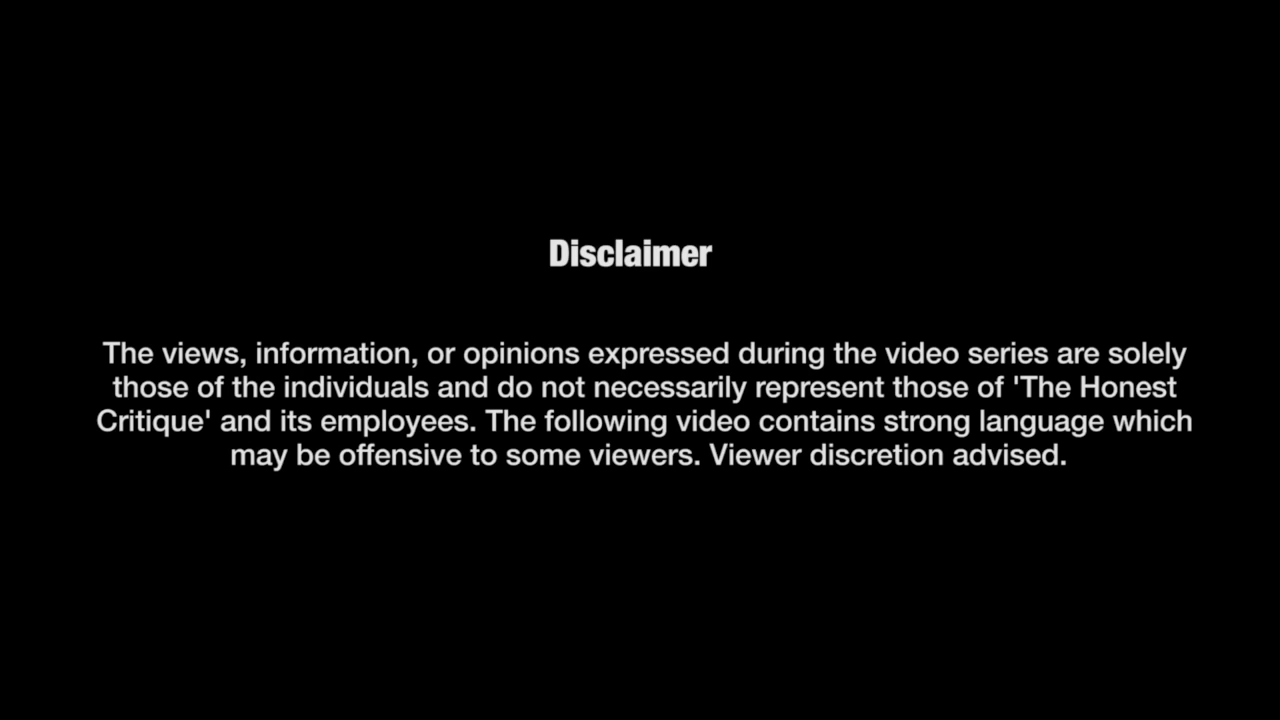 Disclaimer
The views, information, or opinions expressed during the video series are solely
those of the individuals and do not necessarily represent those of 'The Honest
Critique' and its employees. The following video contains strong language which
may be offensive to some viewers. Viewer discretion advised.